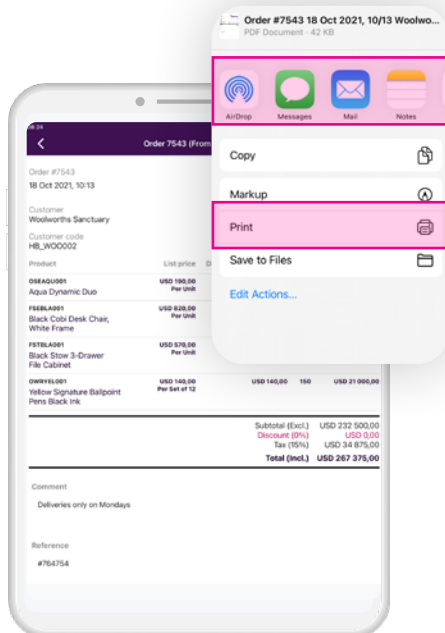 Order #7543 18 Oct 2021, 10/13 Woolwo...
PDF Document · 42 KB
AirDrop
Messages
Mail
Notes
Copy
Markup
Print
Save to Files
Edit Actions...
08:24
Order 7543 (From
Order #7543
18 Oct 2021, 10:13
Customer
Woolworths Sanctuary
Customer code
HB_WOO002
Product List price D
OSEAQU001 USD 190,00
Aqua Dynamic Duo Per Unit
FSEBLA001 USD 820,00
Black Cobi Desk Chair, Per Unit
White Frame
FSTBLA001 USD 570,00
Black Stow 3-Drawer Per Unit
File Cabinet
OWRYEL001 USD 140,00 USD 140,00 150 USD 21 000,00
Yellow Signature Ballpoint Per Set of 12
Pens Black Ink
Subtotal (Excl.) USD 232 500,00
Discount (0%) USD 0,00
Tax (15%) USD 34 875,00
Total (Incl.) USD 267 375,00
Comment
Deliveries only on Mondays
Reference
#764754